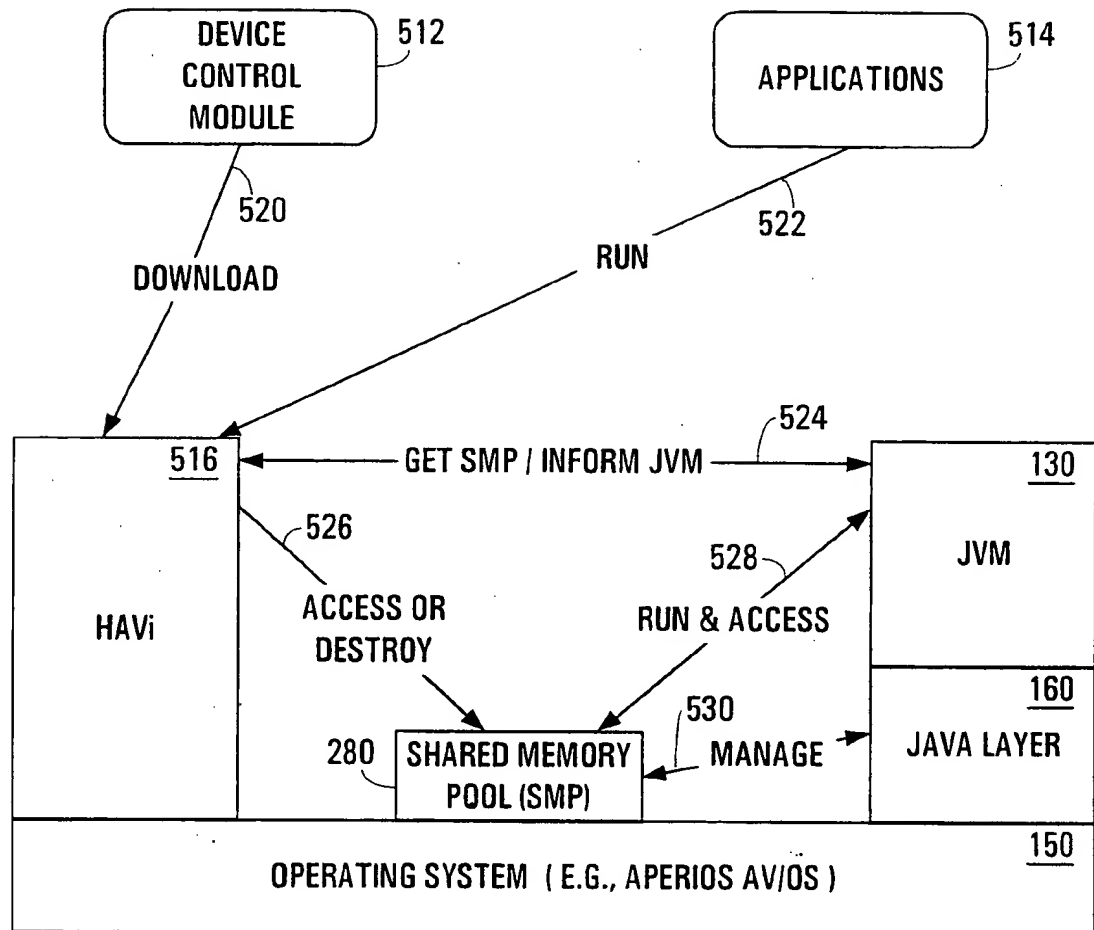 DEVICE
CONTROL
MODULE
512
APPLICATIONS
514
520
522
DOWNLOAD
RUN
524
516
GET SMP / INFORM JVM
130
526
528
JVM
HAVi
ACCESS OR
DESTROY
RUN & ACCESS
160
530
280
SHARED MEMORY
POOL (SMP)
MANAGE
JAVA LAYER
150
OPERATING SYSTEM ( E.G., APERIOS AV/OS )